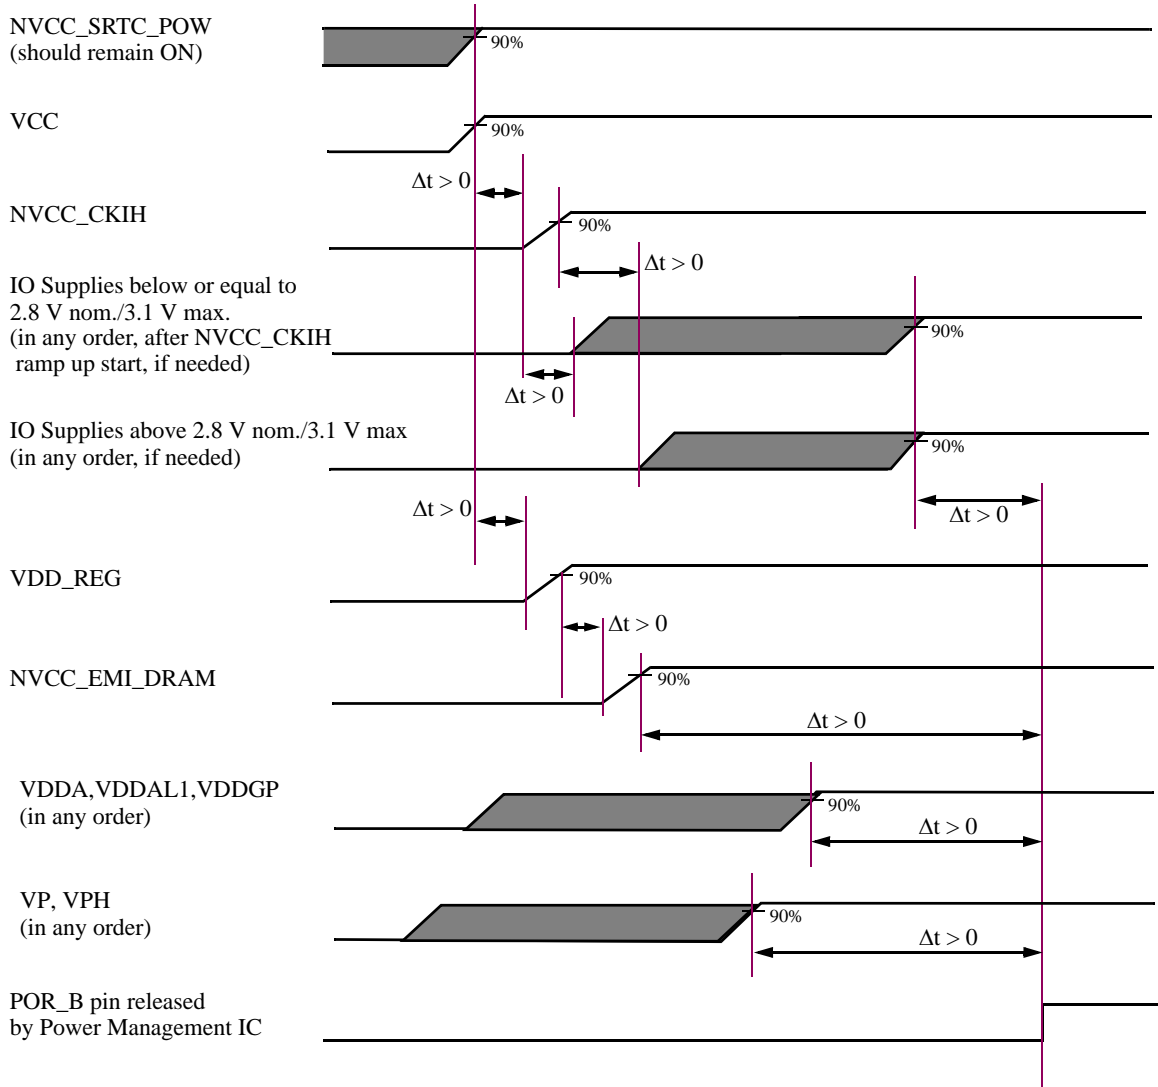 NVCC_SRTC_POW
(should remain ON)
90%
VCC
90%
Δt > 0
NVCC_CKIH
90%
Δt > 0
IO Supplies below or equal to
2.8 V nom./3.1 V max.
(in any order, after NVCC_CKIH
ramp up start, if needed)
90%
Δt > 0
IO Supplies above 2.8 V nom./3.1 V max
(in any order, if needed)
90%
Δt > 0
Δt > 0
VDD_REG
90%
Δt > 0
NVCC_EMI_DRAM
90%
Δt > 0
VDDA,VDDAL1,VDDGP
(in any order)
90%
Δt > 0
VP, VPH
(in any order)
90%
Δt > 0
POR_B pin released
by Power Management IC